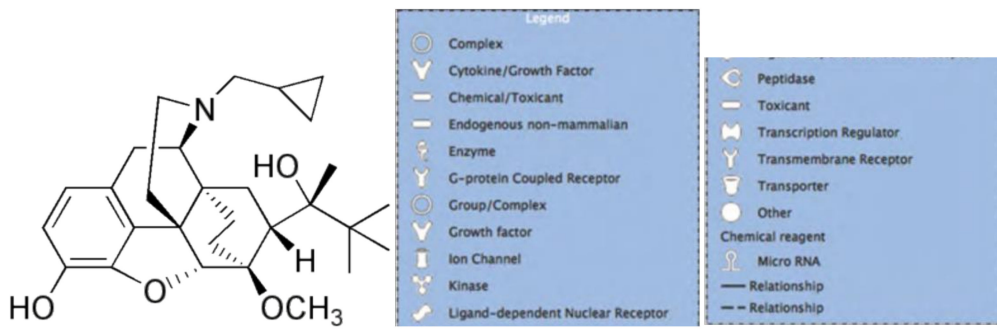 N
HO
H
HO
O
OCH3
Legend
Complex
Cytokine/Growth Factor
Chemical/Toxicant
Endogenous non-mammalian
Enzyme
G-protein Coupled Receptor
Group/Complex
Growth factor
Ion Channel
Kinase
Ligand-dependent Nuclear Receptor
Peptidase
Toxicant
Transcription Regulator
Transmembrane Receptor
Transporter
Other
Chemical reagent
Micro RNA
Relationship
Relationship